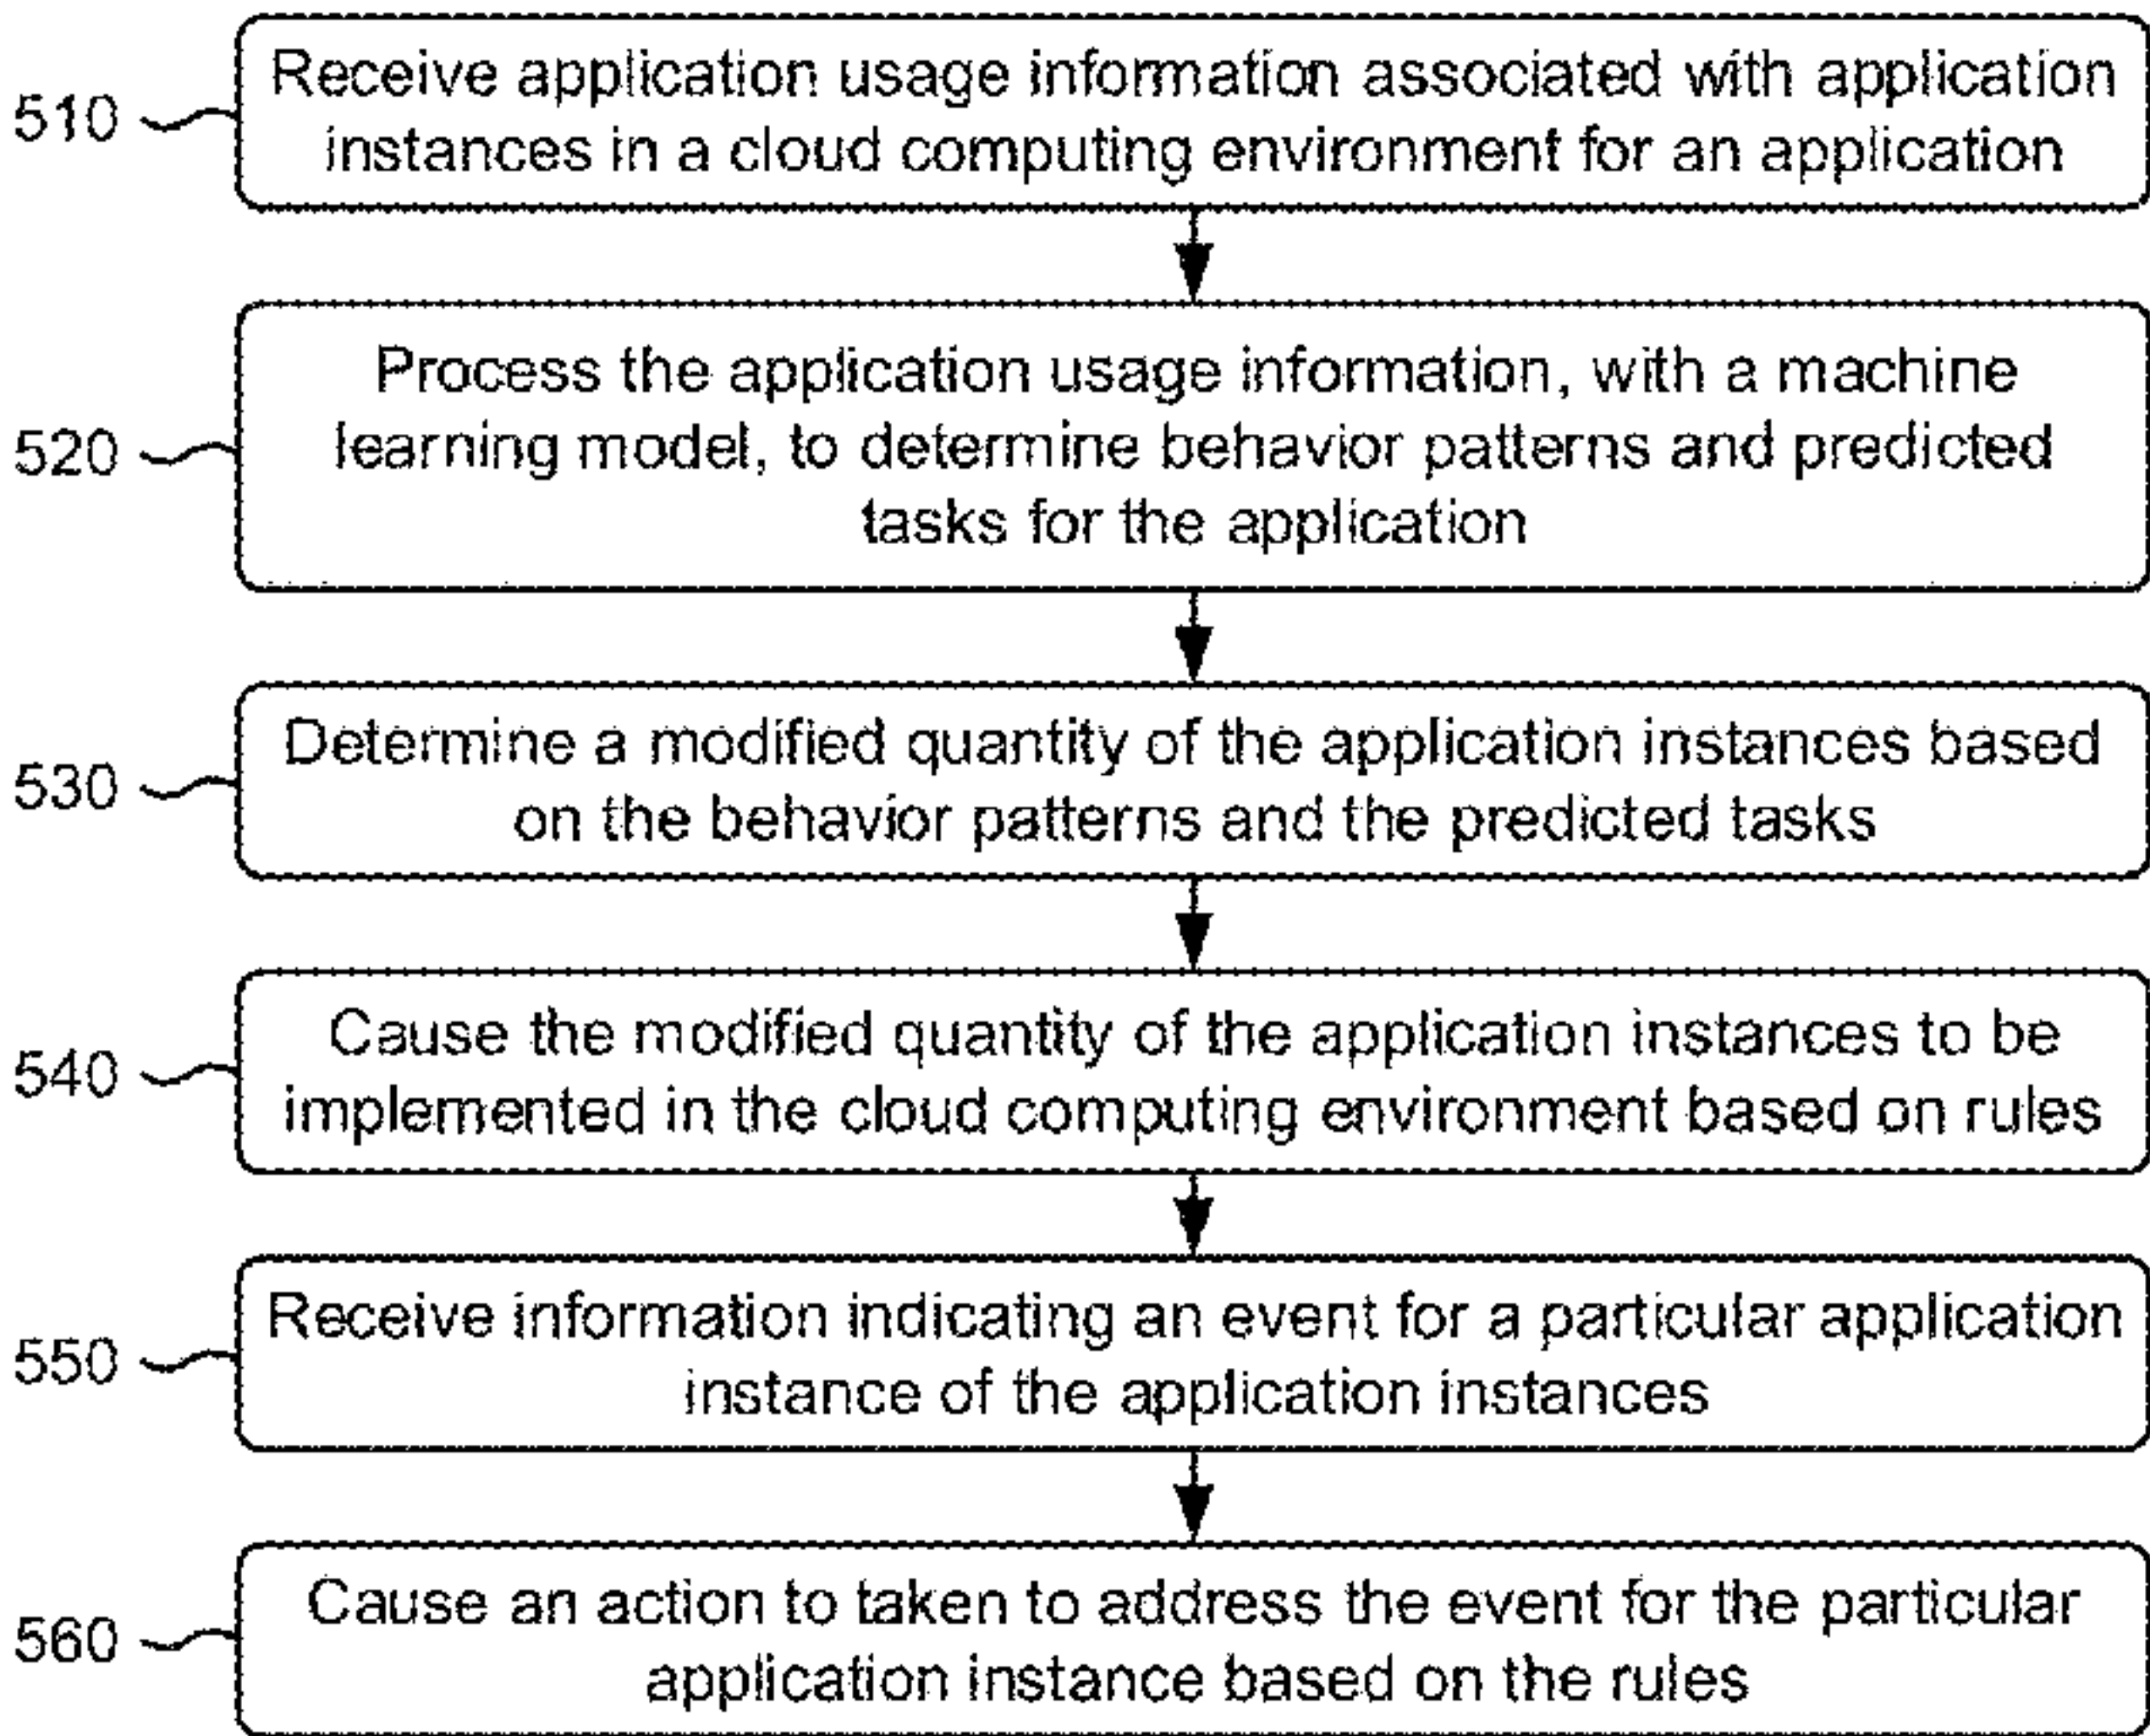 510
Receive application usage information associated with application
instances in a cloud computing environment for an application
520
Process the application usage information, with a machine
learning model, to determine behavior patterns and predicted
tasks for the application
530
Determine a modified quantity of the application instances based
on the behavior patterns and the predicted tasks
540
Cause the modified quantity of the application instances to be
implemented in the cloud computing environment based on rules
550
Receive information indicating an event for a particular application
instance of the application instances
560
Cause an action to taken to address the event for the particular
application instance based on the rules